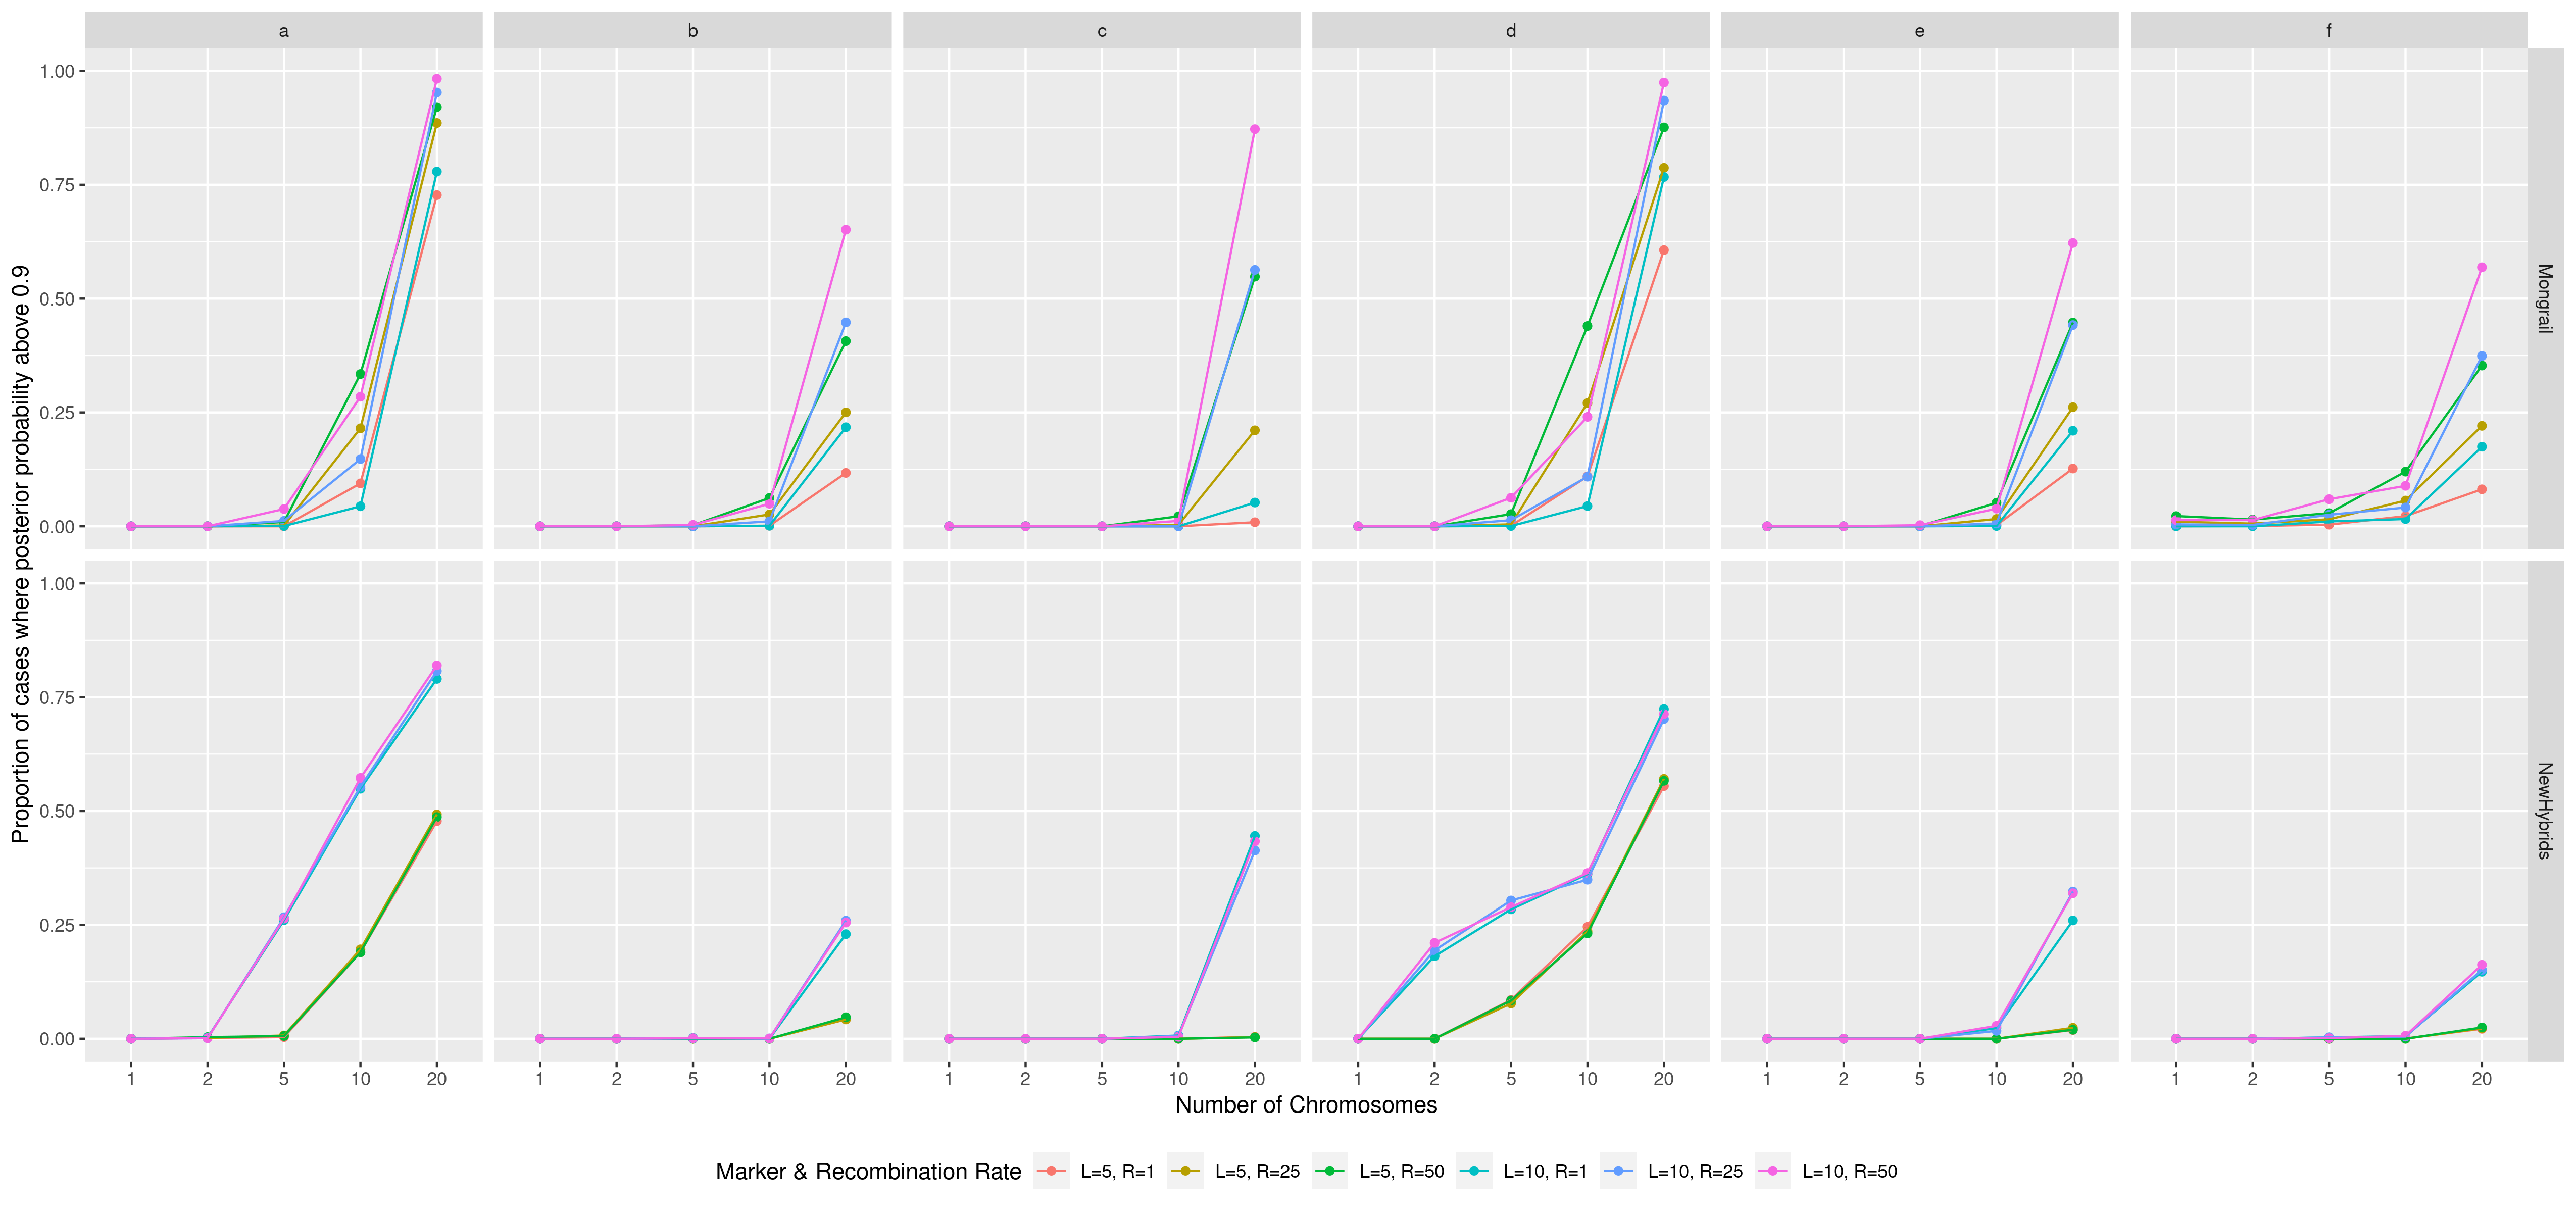 a b c d e f
Proportion of cases where posterior probability above 0.9
1.00
0.75
0.50
0.25
0.00
Mongrail
1.00
0.75
0.50
0.25
0.00
NewHybrids
1 2 5 10 20 1 2 5 10 20 1 2 5 10 20 1 2 5 10 20 1 2 5 10 20 1 2 5 10 20
Number of Chromosomes
Marker & Recombination Rate L=5, R=1 L=5, R=25 L=5, R=50 L=10, R=1 L=10, R=25 L=10, R=50